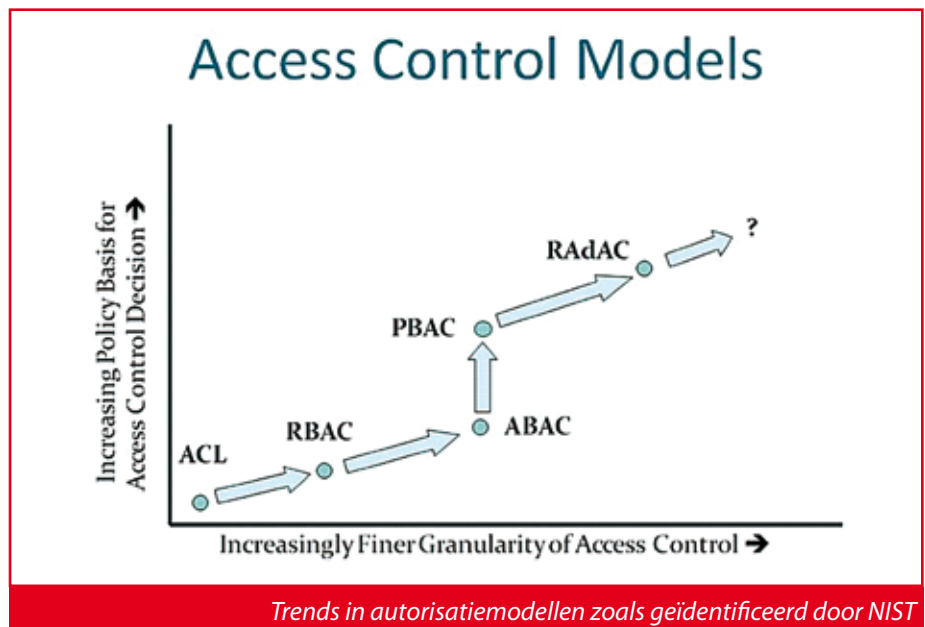 Access Control Models
Increasing Policy Basis for
Access Control Decision ➔
ACL
RBAC
ABAC
PBAC
RAdAC
?
Increasingly Finer Granularity of Access Control ➔
Trends in autorisatiemodellen zoals geïdentificeerd door NIST